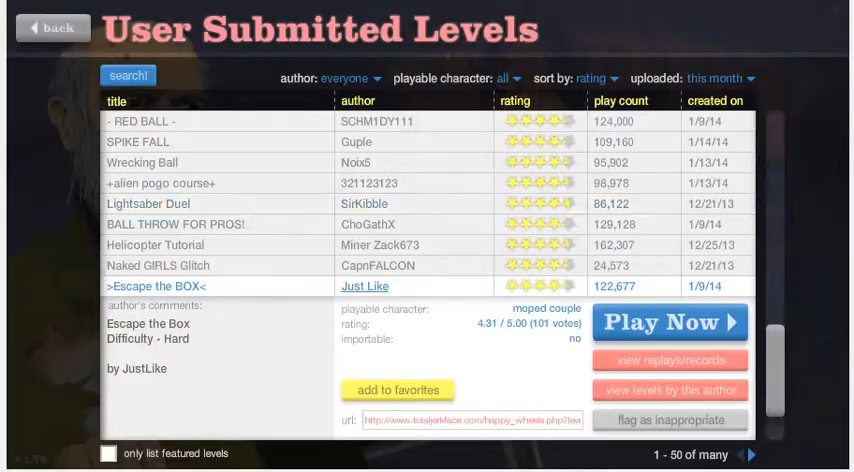 back
User Submitted Levels
search!
author: everyone playable character: all sort by: rating uploaded: this month
title author rating play count created on
- RED BALL - SCHM1DY111 124,000 1/9/14
SPIKE FALL Guple 109,160 1/14/14
Wrecking Ball Noix5 95,902 1/13/14
+alien pogo course+ 321123123 98,978 1/13/14
Lightsaber Duel SirKibble 86,122 12/21/13
BALL THROW FOR PROS! ChoGathX 129,128 1/9/14
Helicopter Tutorial Miner Zack673 162,307 12/25/13
Naked GIRLS Glitch CapnFALCON 24,573 12/21/13
>Escape the BOX< Just Like 122,677 1/9/14
author's comments:
Escape the Box
Difficulty - Hard
by JustLike
playable character: moped couple
rating: 4.31 / 5.00 (101 votes)
importable: no
add to favorites
url: http://www.totaljerkface.com/happy_wheels.php?lev
Play Now
view replays/records
view levels by this author
flag as inappropriate
only list featured levels
1 - 50 of many